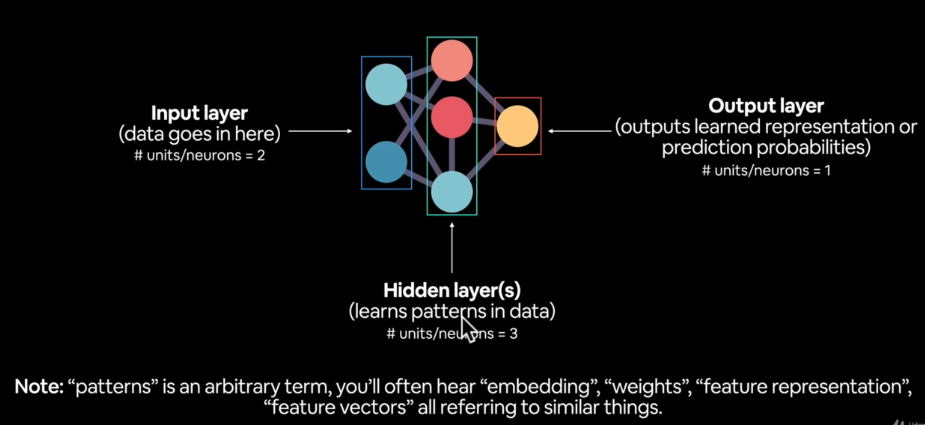 Input layer
(data goes in here)
# units/neurons = 2
Output layer
(outputs learned representation or
prediction probabilities)
# units/neurons = 1
Hidden layer(s)
(learns patterns in data)
# units/neurons = 3
Note: “patterns” is an arbitrary term, you’ll often hear “embedding”, “weights”, “feature representation”,
“feature vectors” all referring to similar things.